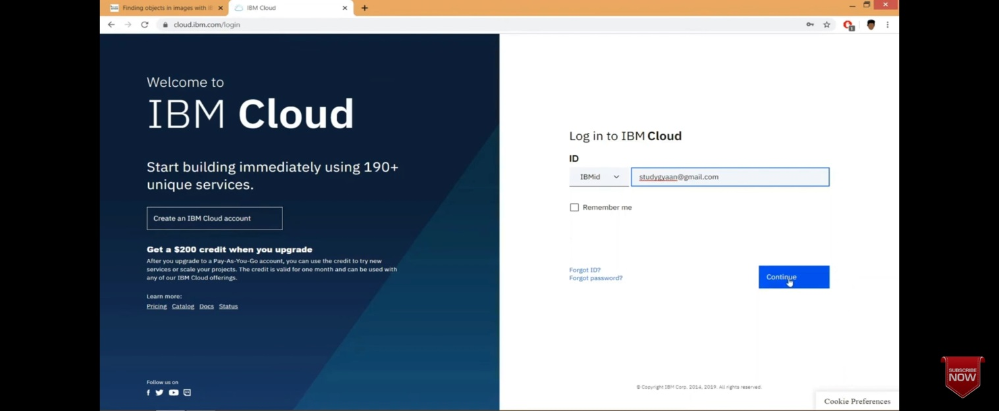 Finding objects in images with
IBM Cloud
cloud.ibm.com/login
1
Welcome to
IBM Cloud
Start building immediately using 190+
unique services.
Create an IBM Cloud account
Get a $200 credit when you upgrade
After you upgrade to a Pay-As-You-Go account, you can use the credit to try new
services or scale your projects. The credit is valid for one month and can be used with
any of our IBM Cloud offerings.
Learn more:
Pricing Catalog Docs Status
Follow us on
Log in to IBM Cloud
ID
IBMid studygyaan@gmail.com
Remember me
Forgot ID?
Forgot password?
Continue
© Copyright IBM Corp. 2014, 2019. All rights reserved.
Cookie Preferences
SUBSCRIBE
NOW